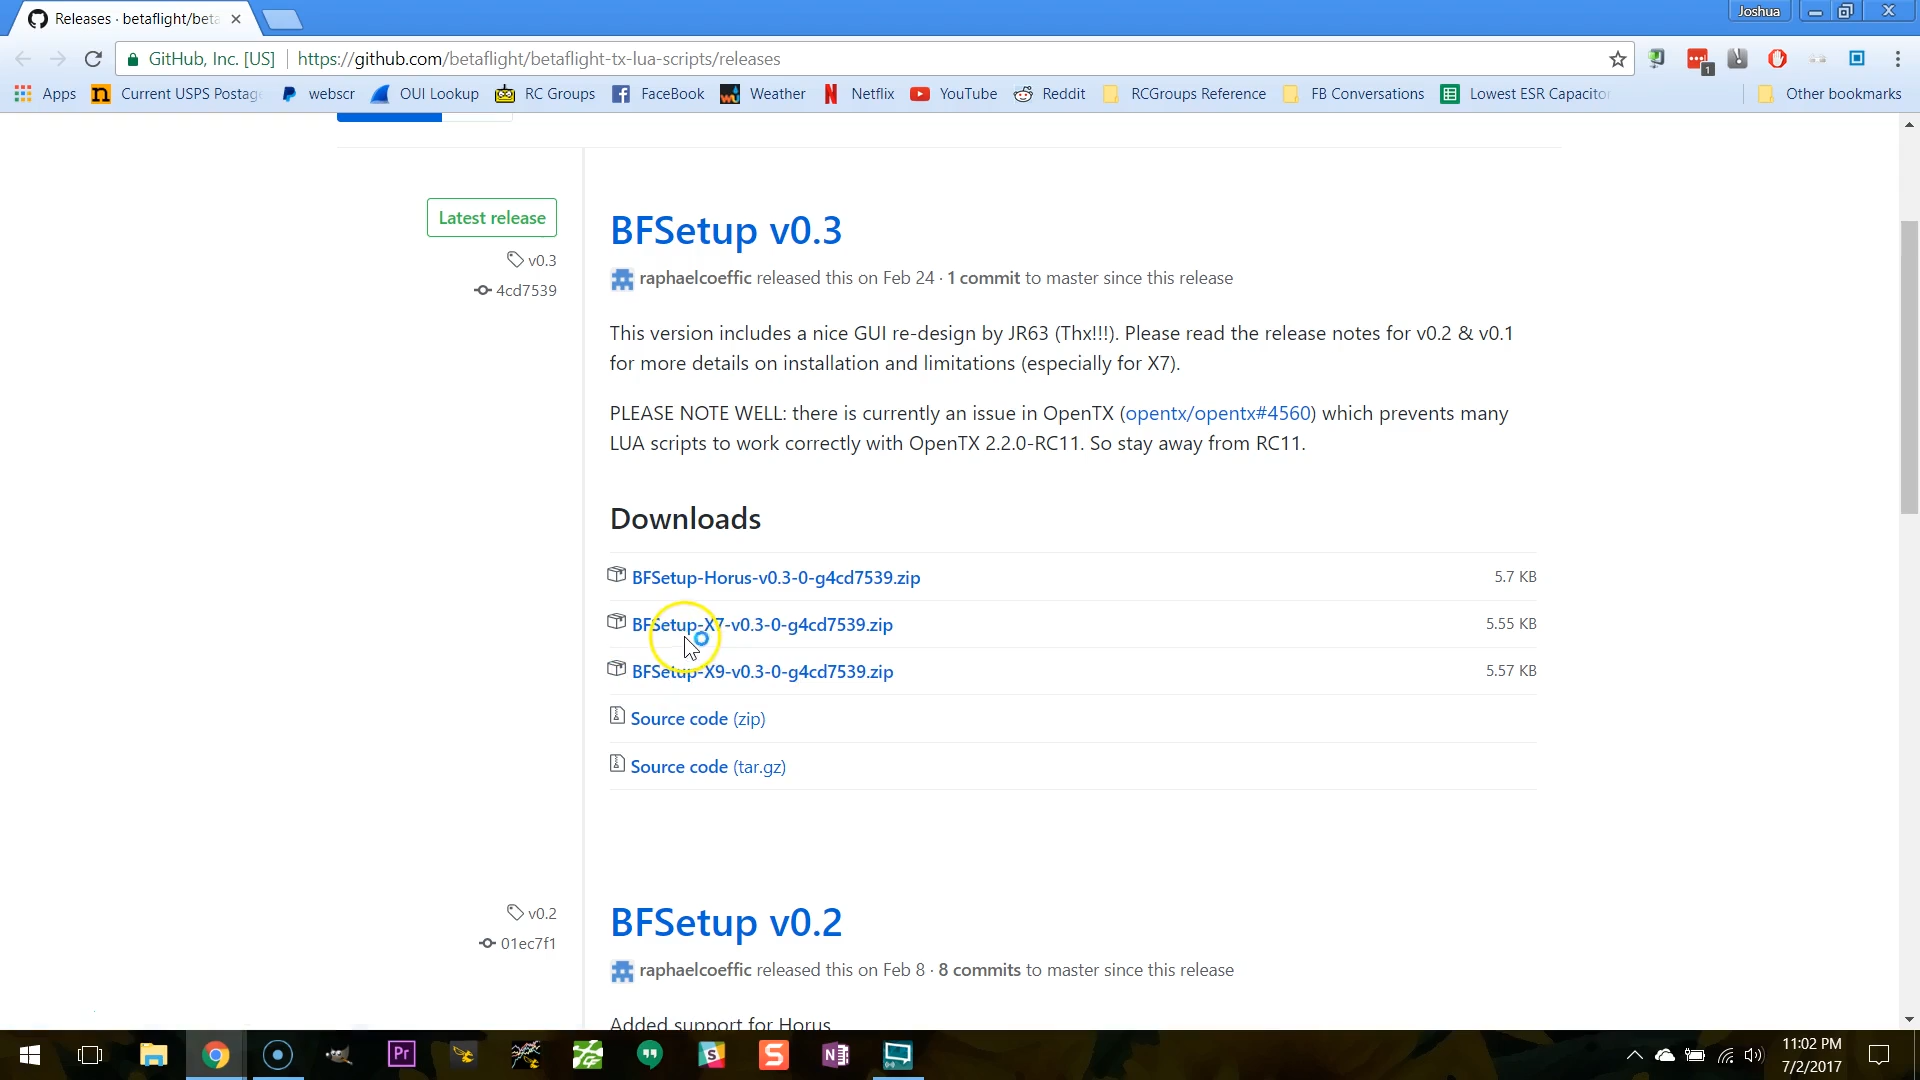 Releases · betaflight/beta
Joshua
GitHub, Inc. [US]
https://github.com/betaflight/betaflight-tx-lua-scripts/releases
1
Apps
n
Current USPS Postage
webscr
OUI Lookup
RC Groups
FaceBook
Weather
Netflix
YouTube
Reddit
RCGroups Reference
FB Conversations
Lowest ESR Capacitor
Other bookmarks
Latest release
v0.3
4cd7539
BFSetup v0.3
raphaelcoeffic released this on Feb 24 · 1 commit to master since this release
This version includes a nice GUI re-design by JR63 (Thx!!!). Please read the release notes for v0.2 & v0.1
for more details on installation and limitations (especially for X7).
PLEASE NOTE WELL: there is currently an issue in OpenTX (opentx/opentx#4560) which prevents many
LUA scripts to work correctly with OpenTX 2.2.0-RC11. So stay away from RC11.
Downloads
BFSetup-Horus-v0.3-0-g4cd7539.zip
5.7 KB
BFSetup-X7-v0.3-0-g4cd7539.zip
5.55 KB
BFSetup-X9-v0.3-0-g4cd7539.zip
5.57 KB
Source code (zip)
Source code (tar.gz)
v0.2
01ec7f1
BFSetup v0.2
raphaelcoeffic released this on Feb 8 · 8 commits to master since this release
Added support for Horus
Pr
S
S
N
11:02 PM
7/2/2017